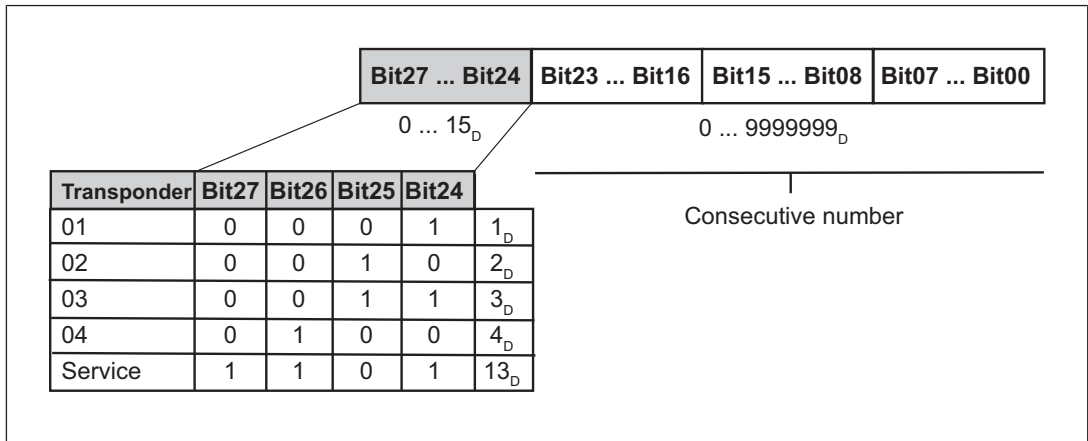 Bit27 ... Bit24 Bit23 ... Bit16 Bit15 ... Bit08 Bit07 ... Bit00
0 ... 15D 0 ... 9999999D
Transponder Bit27 Bit26 Bit25 Bit24
Consecutive number
01 0 0 0 1 1D
02 0 0 1 0 2D
03 0 0 1 1 3D
04 0 1 0 0 4D
Service 1 1 0 1 13D